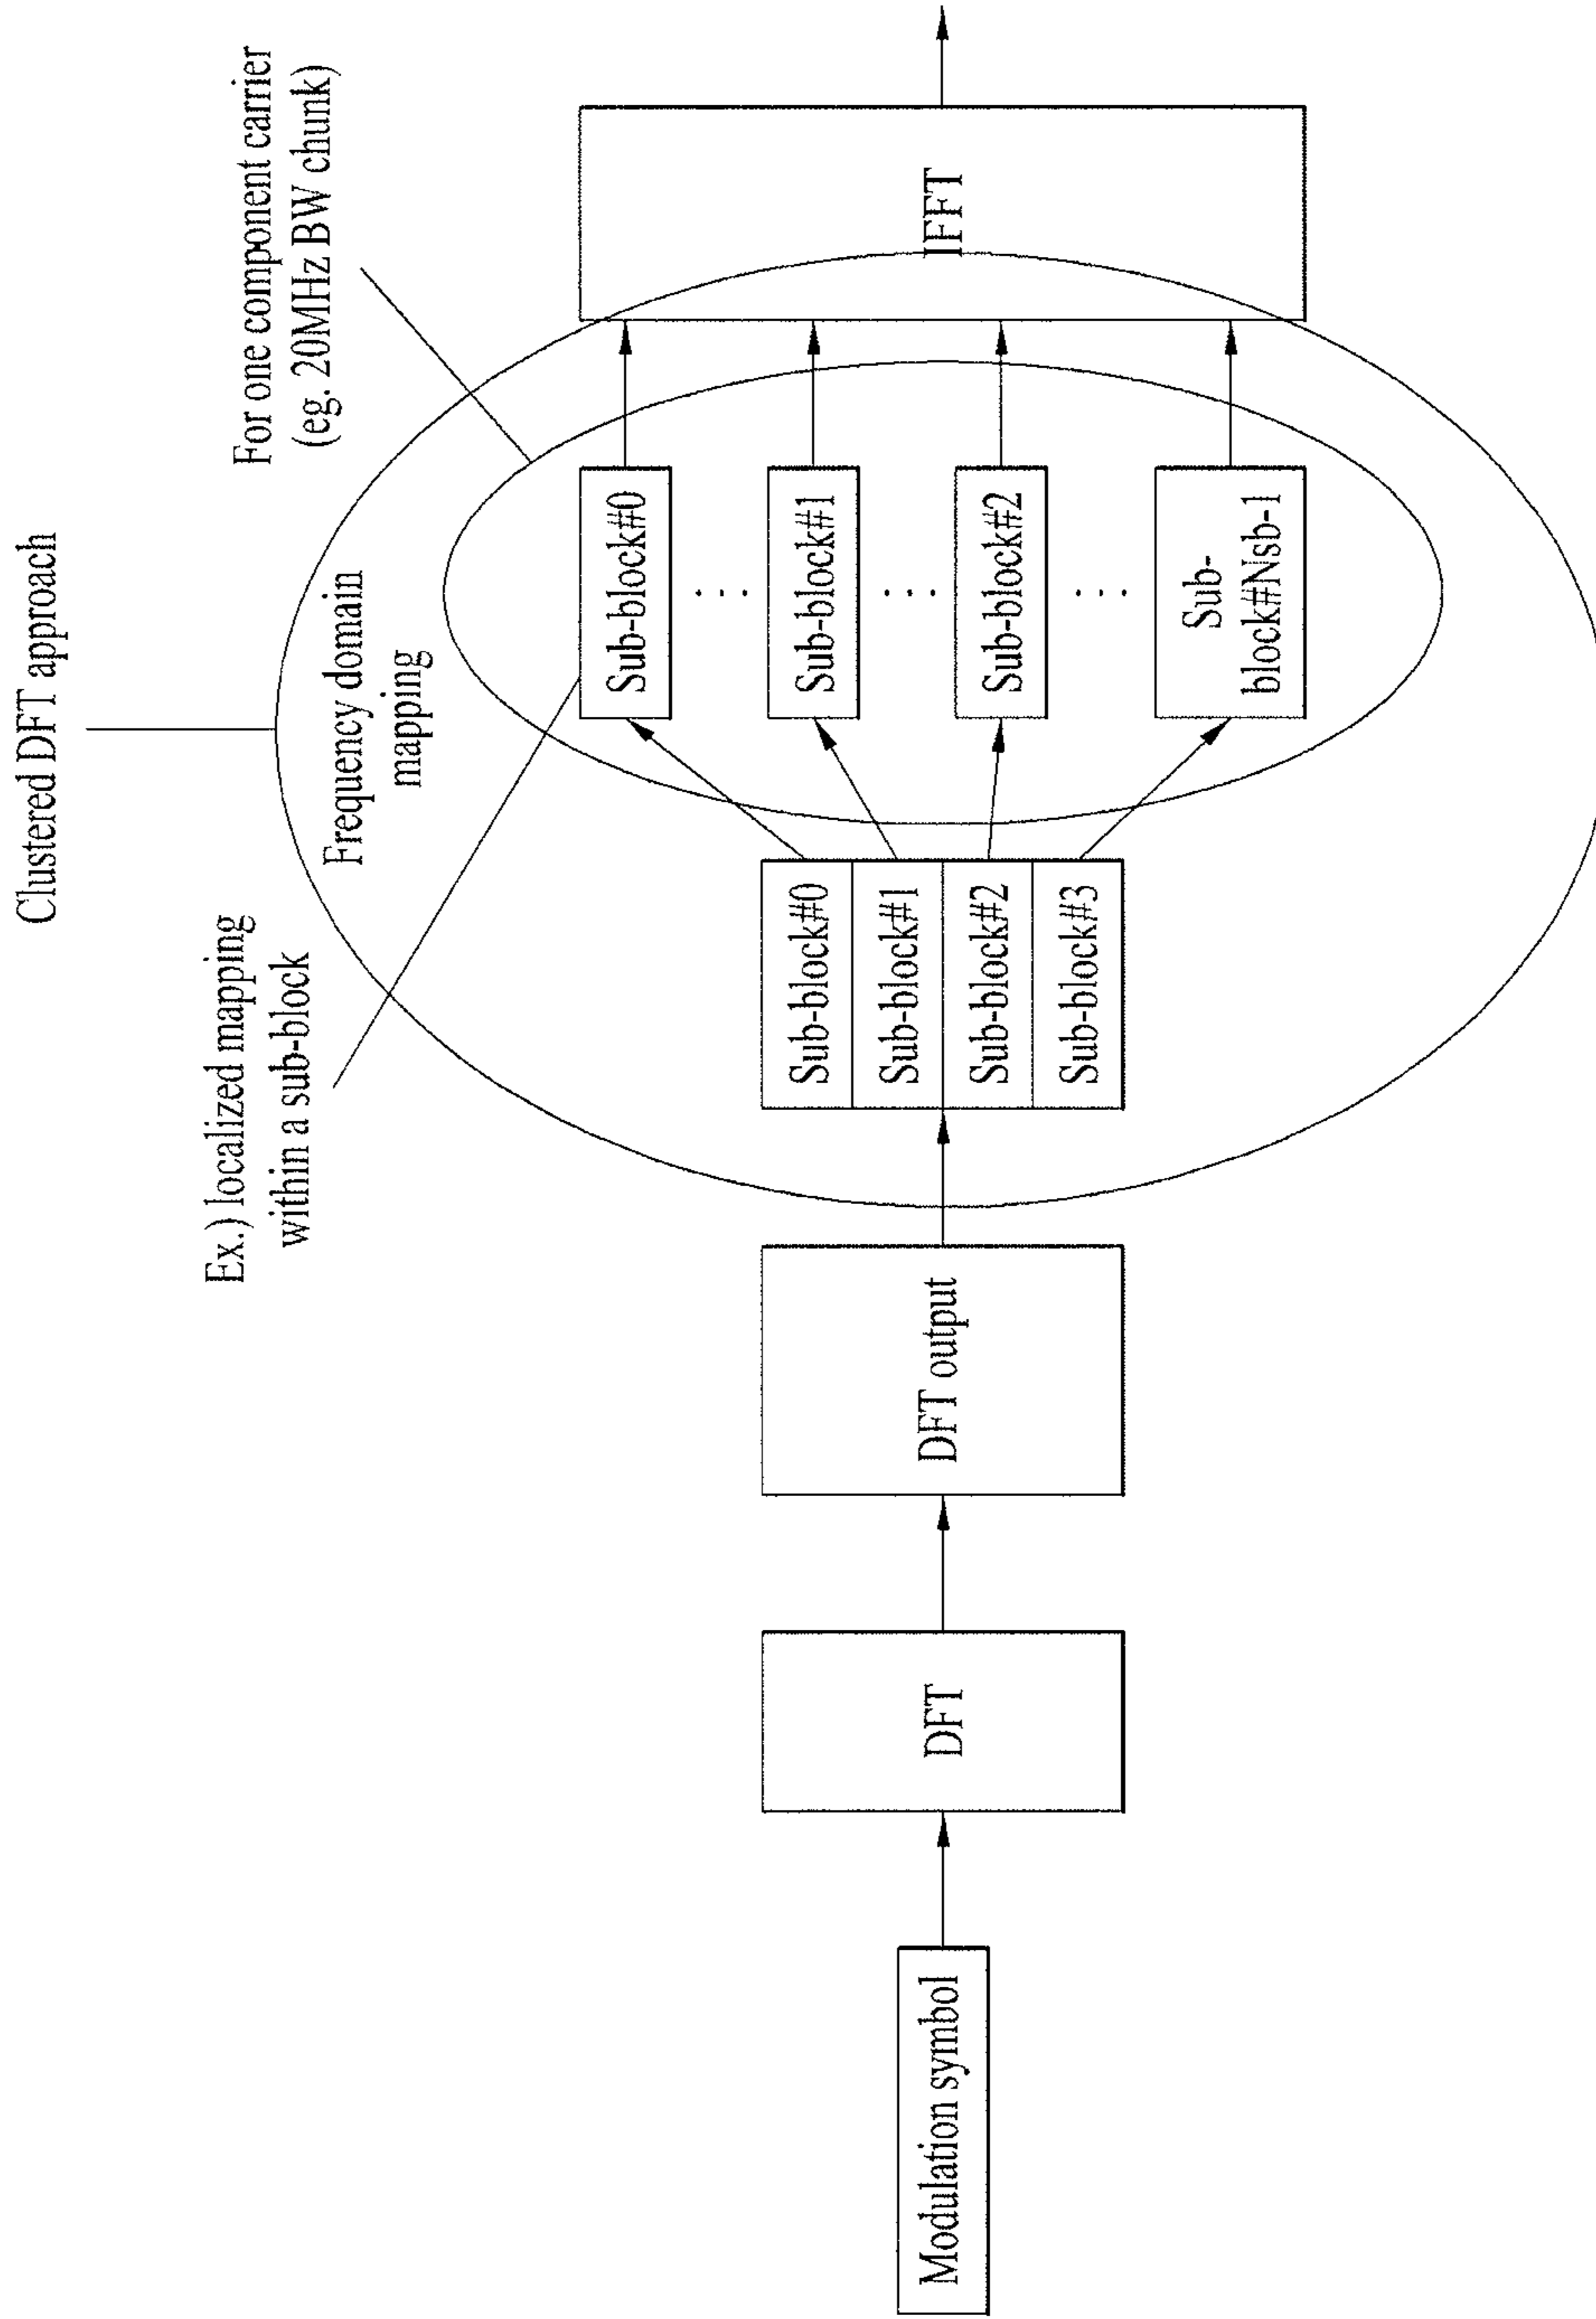 Clustered DFT approach
For one component carrier
(eg. 20MHz BW chunk)
Ex.) localized mapping
within a sub-block
Frequency domain
mapping
Modulation symbol
DFT
DFT output
Sub-block#0
Sub-block#1
Sub-block#2
Sub-block#3
Sub-block#0
...
Sub-block#1
...
Sub-block#2
...
Sub-
block#Nsb-1
IFFT